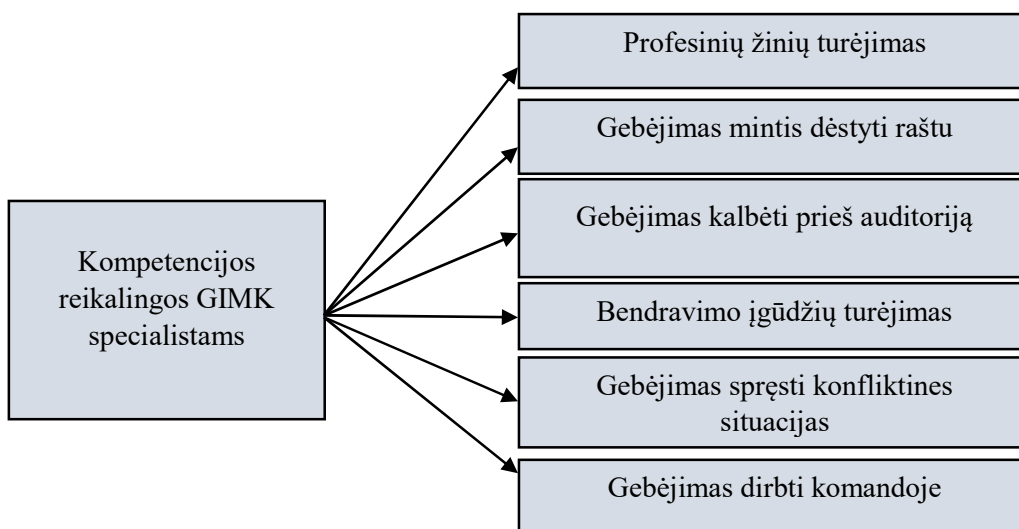 Kompetencijos
reikalingos GIMK
specialistams
Profesinių žinių turėjimas
Gebėjimas mintis dėstyti raštu
Gebėjimas kalbėti prieš auditoriją
Bendravimo įgūdžių turėjimas
Gebėjimas spręsti konfliktines
situacijas
Gebėjimas dirbti komandoje